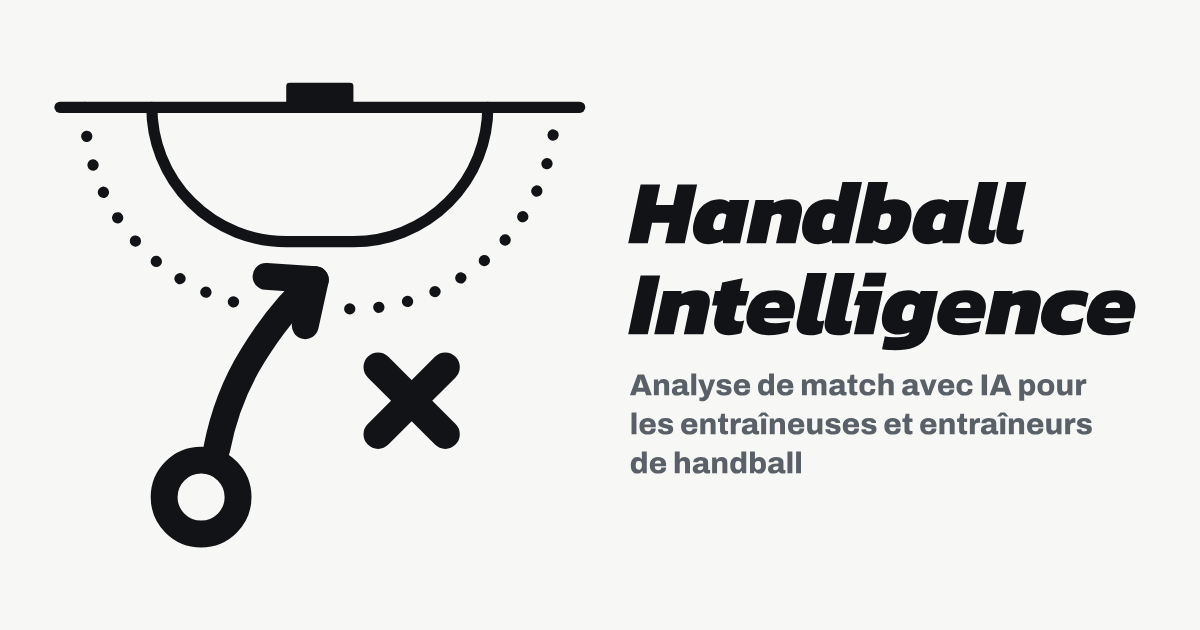 Handball
Intelligence
Analyse de match avec IA pour
les entraîneuses et entraîneurs
de handball